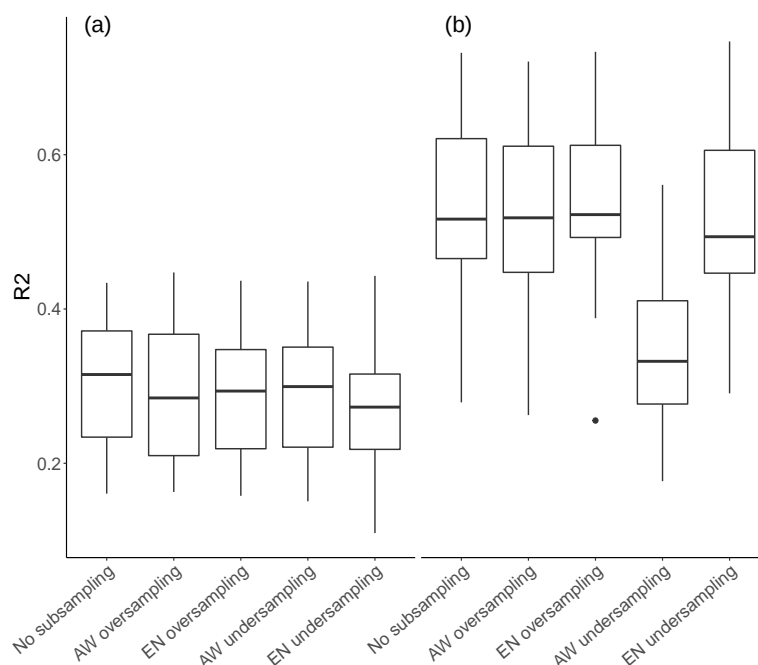 (a)
(b)
R2
0.6
0.4
0.2
No subsampling
AW oversampling
EN oversampling
AW undersampling
EN undersampling
No subsampling
AW oversampling
EN oversampling
AW undersampling
EN undersampling